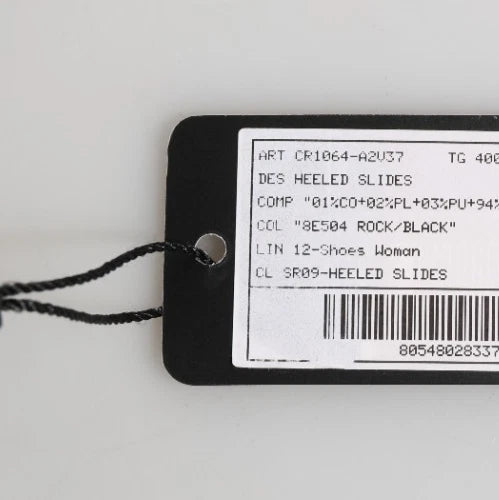 ART CR1064-A2V37 TG 400
DES HEELED SLIDES
COMP "01%CO+02%PL+03%PU+94%
COL "8E504 ROCK/BLACK"
LIN 12-Shoes Woman
CL SR09-HEELED SLIDES
80548028337